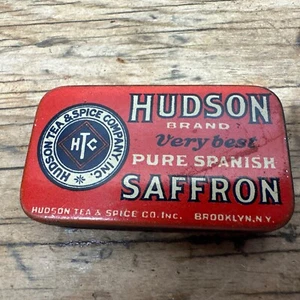 HUDSON TEA & SPICE COMPANY, INC.
HTC
HUDSON
BRAND
Very best
PURE SPANISH
SAFFRON
HUDSON TEA & SPICE CO. INC. BROOKLYN, N.Y.